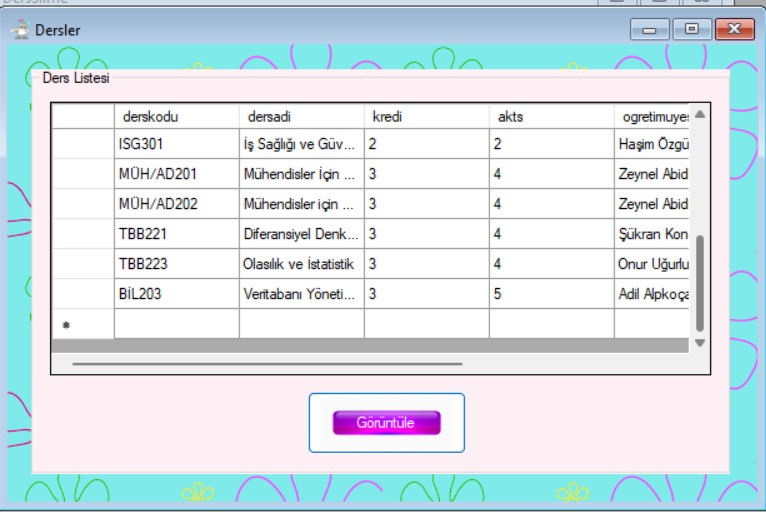 Dersler
Ders Listesi
derskodu dersadi kredi akts ogretimuye
ISG301 İş Sağlığı ve Güv... 2 2 Haşim Özgü
MÜH/AD201 Mühendisler İçin ... 3 4 Zeynel Abid
MÜH/AD202 Mühendisler için ... 3 4 Zeynel Abid
TBB221 Diferansiyel Denk... 3 4 Şükran Kon
TBB223 Olasılık ve İstatistik 3 4 Onur Uğurlu
BİL203 Veritabanı Yöneti... 3 5 Adil Alpkoça
Görüntüle